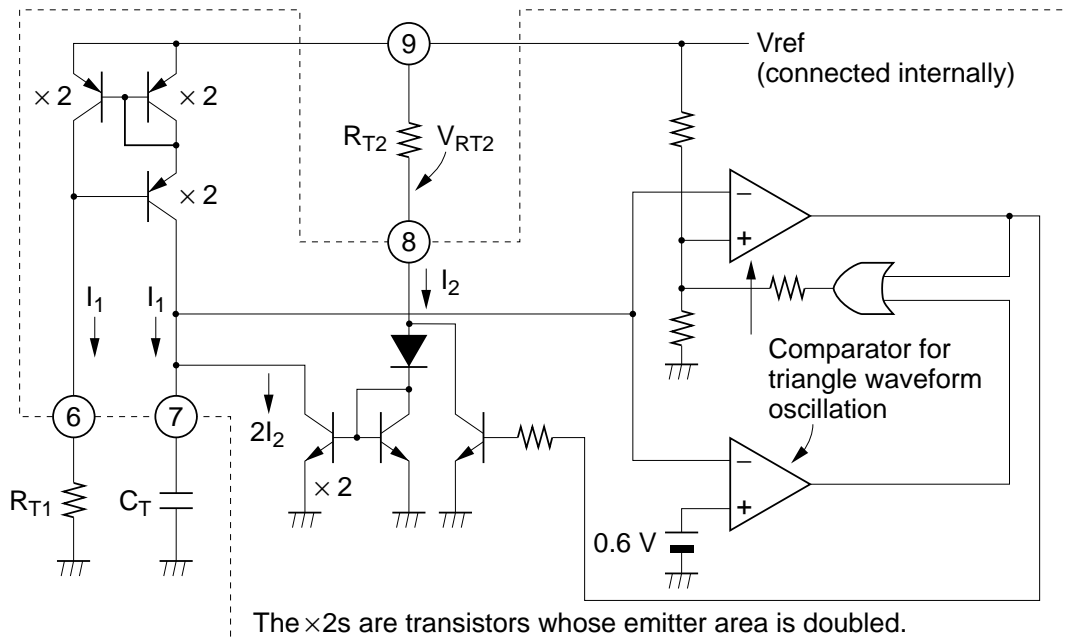 9
Vref
(connected internally)
× 2
× 2
RT2
VRT2
× 2
−
+
8
I2
I1
I1
Comparator for
triangle waveform
oscillation
6
7
2I2
−
+
RT1
CT
× 2
0.6 V
The ×2s are transistors whose emitter area is doubled.